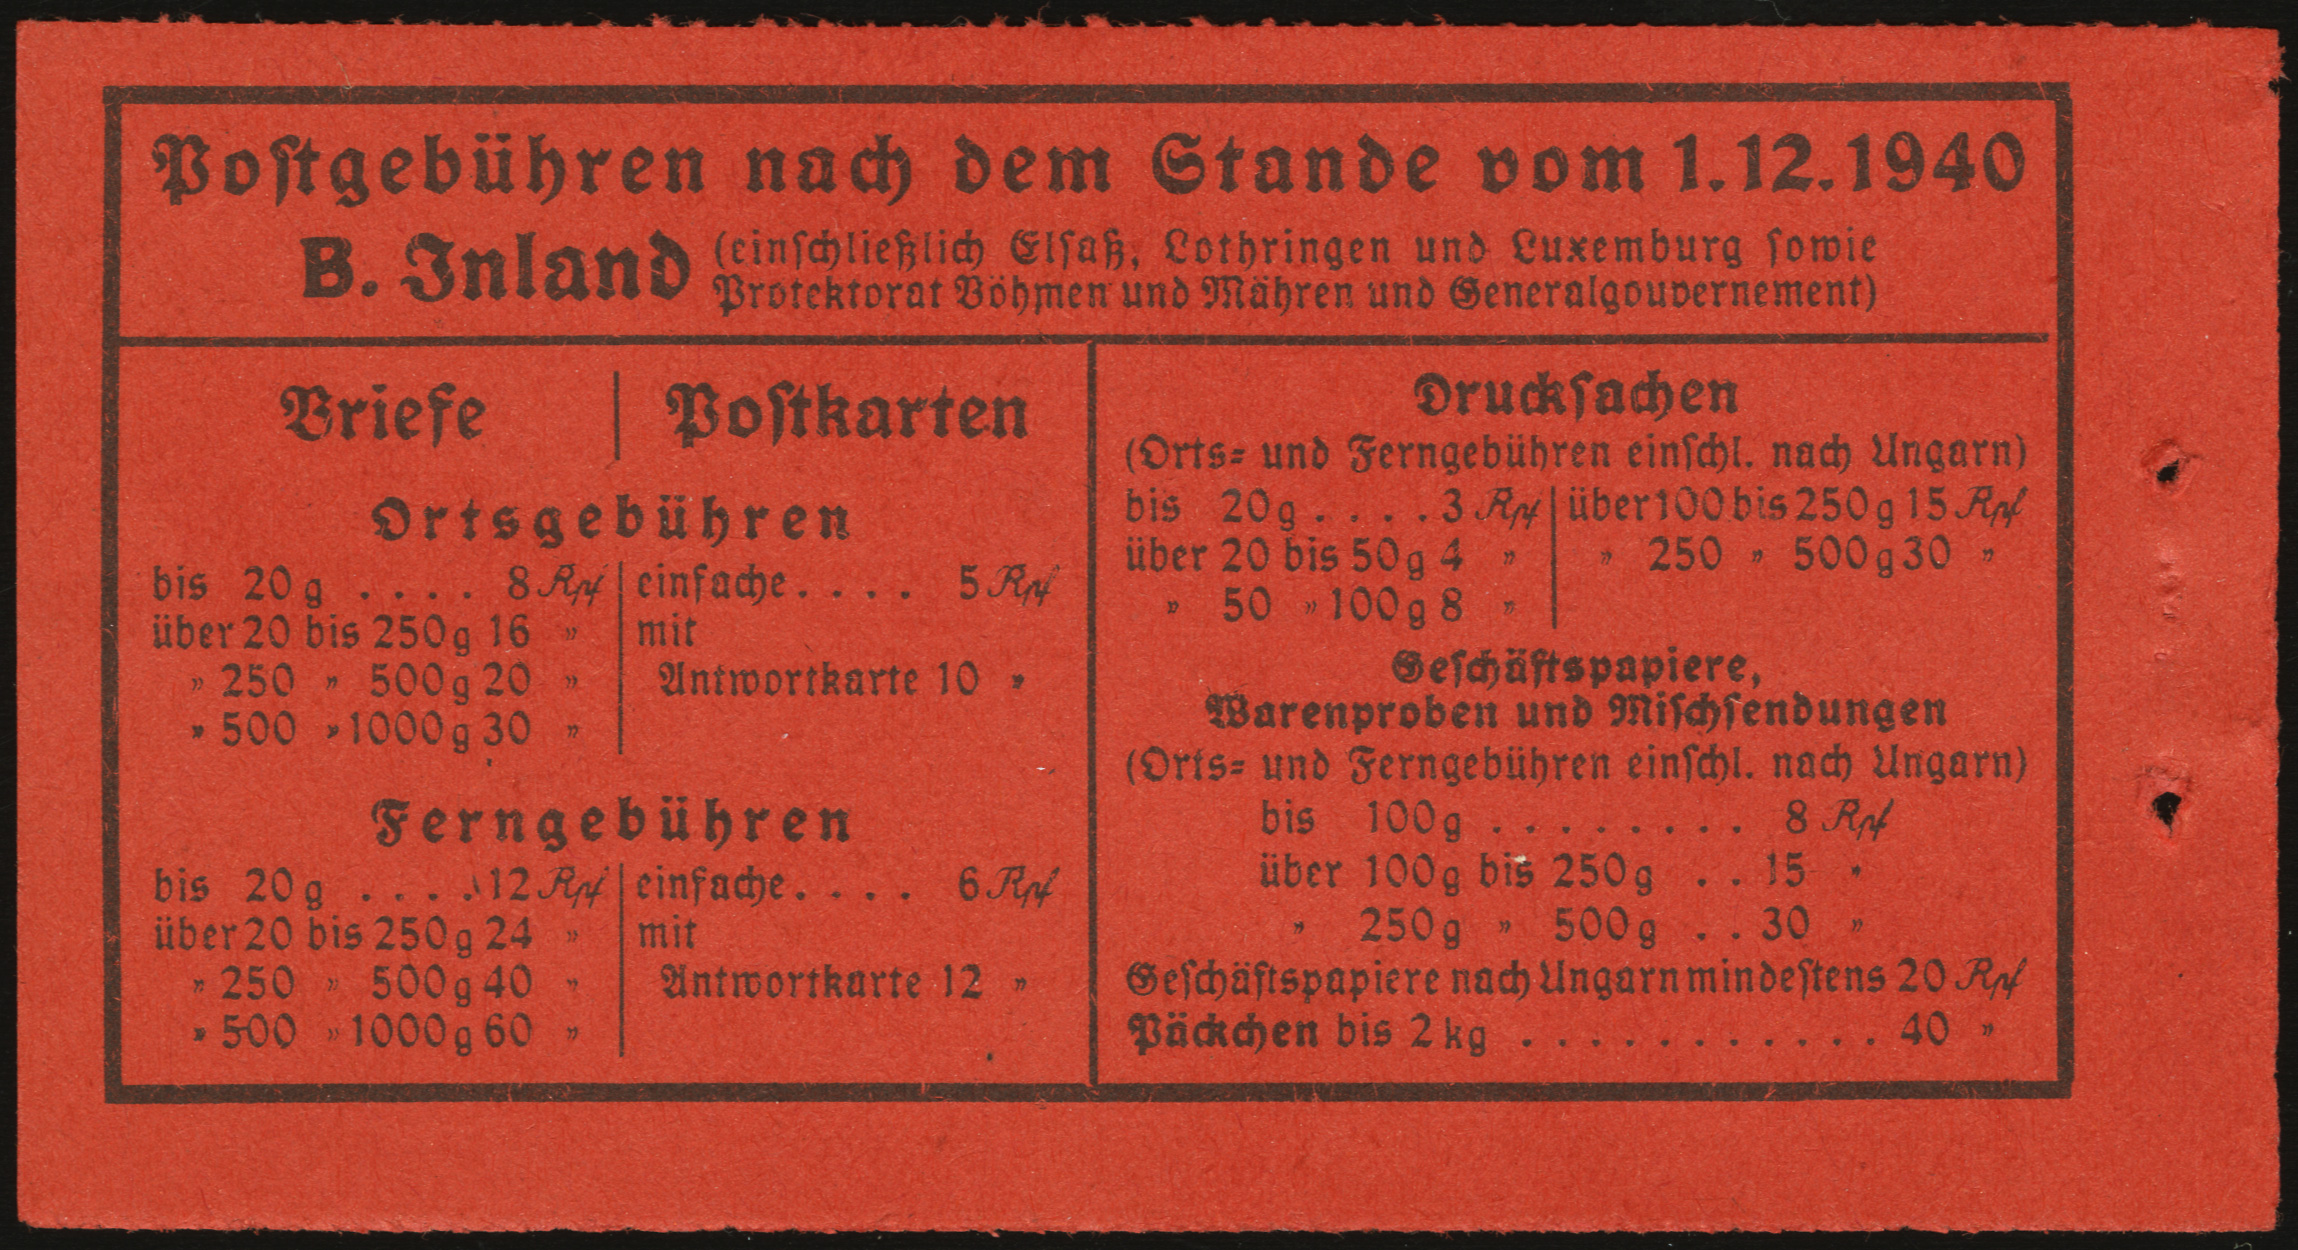 Postgebühren nach dem Stande vom 1.12.1940
B. Inland (einschließlich Elsaß, Lothringen und Luxemburg sowie
Protektorat Böhmen und Mähren und Generalgouvernement)
Briefe | Postkarten
Ortsgebühren
bis 20 g . . . . 8 Rpf
über 20 bis 250 g 16 "
" 250 " 500 g 20 "
" 500 " 1000 g 30 "
einfache . . . . 5 Rpf
mit
Antwortkarte 10 "
Ferngebühren
bis 20 g . . . . 12 Rpf
über 20 bis 250 g 24 "
" 250 " 500 g 40 "
" 500 " 1000 g 60 "
einfache . . . . 6 Rpf
mit
Antwortkarte 12 "
Drucksachen
(Orts= und Ferngebühren einschl. nach Ungarn)
bis 20 g . . . . 3 Rpf
über 20 bis 50 g 4 "
" 50 " 100 g 8 "
über 100 bis 250 g 15 Rpf
" 250 " 500 g 30 "
Geschäftspapiere,
Warenproben und Mischsendungen
(Orts= und Ferngebühren einschl. nach Ungarn)
bis 100 g . . . . . . . . 8 Rpf
über 100 g bis 250 g . . 15 "
" 250 g " 500 g . . 30 "
Geschäftspapiere nach Ungarn mindestens 20 Rpf
Päckchen bis 2 kg . . . . . . . . . . . . 40 "